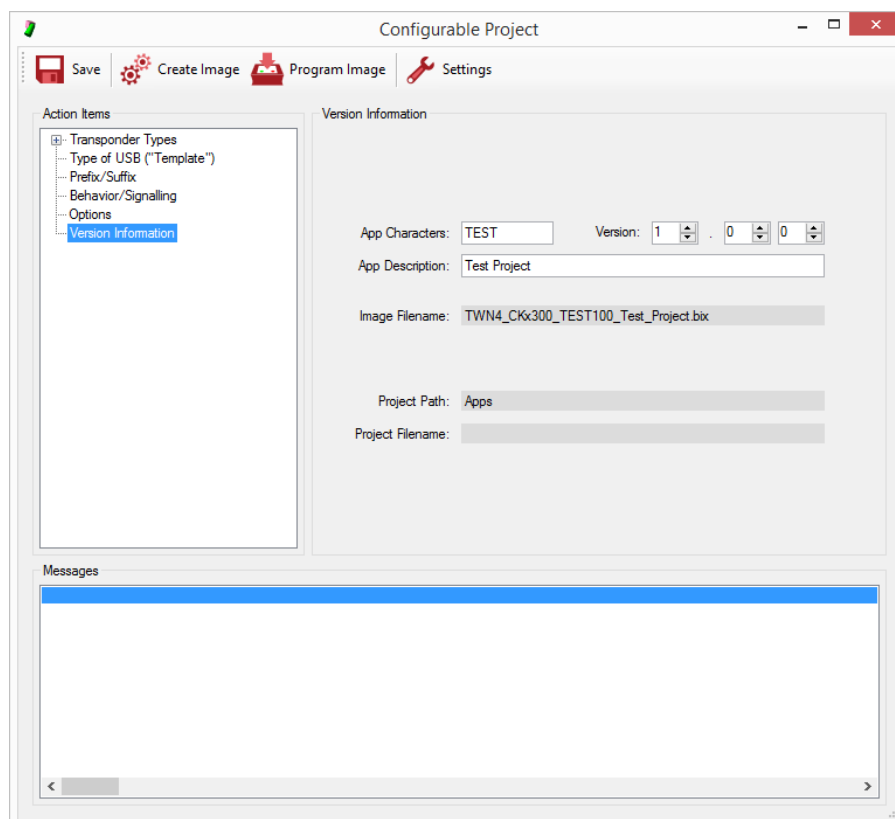 Configurable Project
Save Create Image Program Image Settings
Action Items
Transponder Types
Type of USB ("Template")
Prefix/Suffix
Behavior/Signalling
Options
Version Information
Version Information
App Characters: TEST Version: 1 . 0 0
App Description: Test Project
Image Filename: TWN4_CKx300_TEST100_Test_Project.bix
Project Path: Apps
Project Filename:
Messages